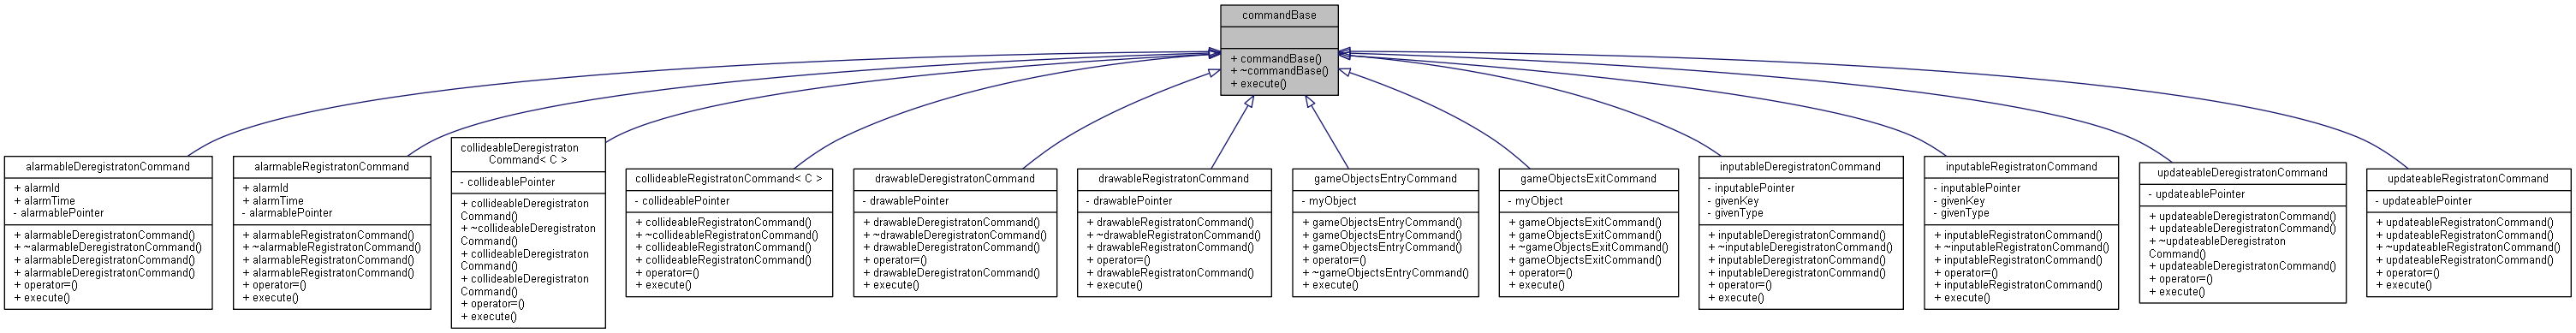 commandBase
+ commandBase()
+ ~commandBase()
+ execute()
alarmableDeregistratonCommand
+ alarmId
+ alarmTime
- alarmablePointer
+ alarmableDeregistratonCommand()
+ ~alarmableDeregistratonCommand()
+ alarmableDeregistratonCommand()
+ alarmableDeregistratonCommand()
+ operator=()
+ execute()
alarmableRegistratonCommand
+ alarmId
+ alarmTime
- alarmablePointer
+ alarmableRegistratonCommand()
+ ~alarmableRegistratonCommand()
+ alarmableRegistratonCommand()
+ alarmableRegistratonCommand()
+ operator=()
+ execute()
collideableDeregistraton
Command< C >
- collideablePointer
+ collideableDeregistraton
Command()
+ ~collideableDeregistraton
Command()
+ collideableDeregistraton
Command()
+ collideableDeregistraton
Command()
+ operator=()
+ execute()
collideableRegistratonCommand< C >
- collideablePointer
+ collideableRegistratonCommand()
+ ~collideableRegistratonCommand()
+ collideableRegistratonCommand()
+ collideableRegistratonCommand()
+ operator=()
+ execute()
drawableDeregistratonCommand
- drawablePointer
+ drawableDeregistratonCommand()
+ ~drawableDeregistratonCommand()
+ drawableDeregistratonCommand()
+ operator=()
+ drawableDeregistratonCommand()
+ execute()
drawableRegistratonCommand
- drawablePointer
+ drawableRegistratonCommand()
+ ~drawableRegistratonCommand()
+ drawableRegistratonCommand()
+ operator=()
+ drawableRegistratonCommand()
+ execute()
gameObjectsEntryCommand
- myObject
+ gameObjectsEntryCommand()
+ gameObjectsEntryCommand()
+ gameObjectsEntryCommand()
+ operator=()
+ ~gameObjectsEntryCommand()
+ execute()
gameObjectsExitCommand
- myObject
+ gameObjectsExitCommand()
+ gameObjectsExitCommand()
+ ~gameObjectsExitCommand()
+ gameObjectsExitCommand()
+ operator=()
+ execute()
inputableDeregistratonCommand
- inputablePointer
- givenKey
- givenType
+ inputableDeregistratonCommand()
+ ~inputableDeregistratonCommand()
+ inputableDeregistratonCommand()
+ inputableDeregistratonCommand()
+ operator=()
+ execute()
inputableRegistratonCommand
- inputablePointer
- givenKey
- givenType
+ inputableRegistratonCommand()
+ ~inputableRegistratonCommand()
+ inputableRegistratonCommand()
+ operator=()
+ inputableRegistratonCommand()
+ execute()
updateableDeregistratonCommand
- updateablePointer
+ updateableDeregistratonCommand()
+ updateableDeregistratonCommand()
+ ~updateableDeregistraton
Command()
+ updateableDeregistratonCommand()
+ operator=()
+ execute()
updateableRegistratonCommand
- updateablePointer
+ updateableRegistratonCommand()
+ updateableRegistratonCommand()
+ ~updateableRegistratonCommand()
+ updateableRegistratonCommand()
+ operator=()
+ execute()